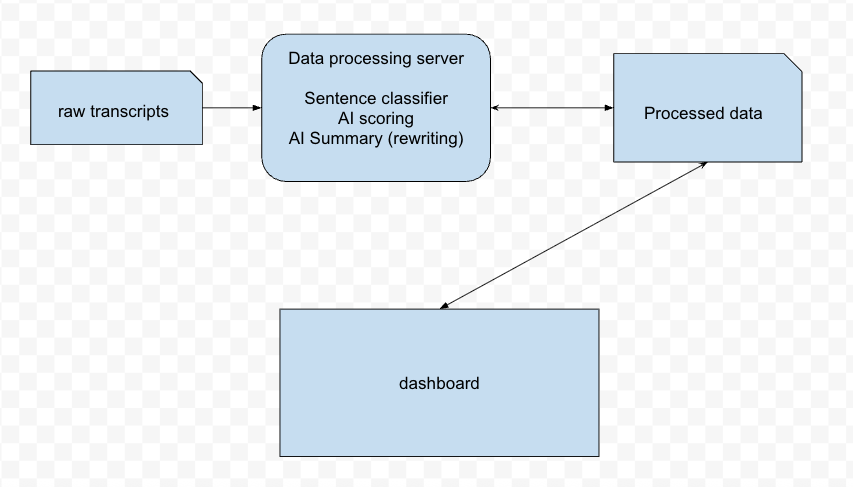 raw transcripts
Data processing server
Sentence classifier
AI scoring
AI Summary (rewriting)
Processed data
dashboard